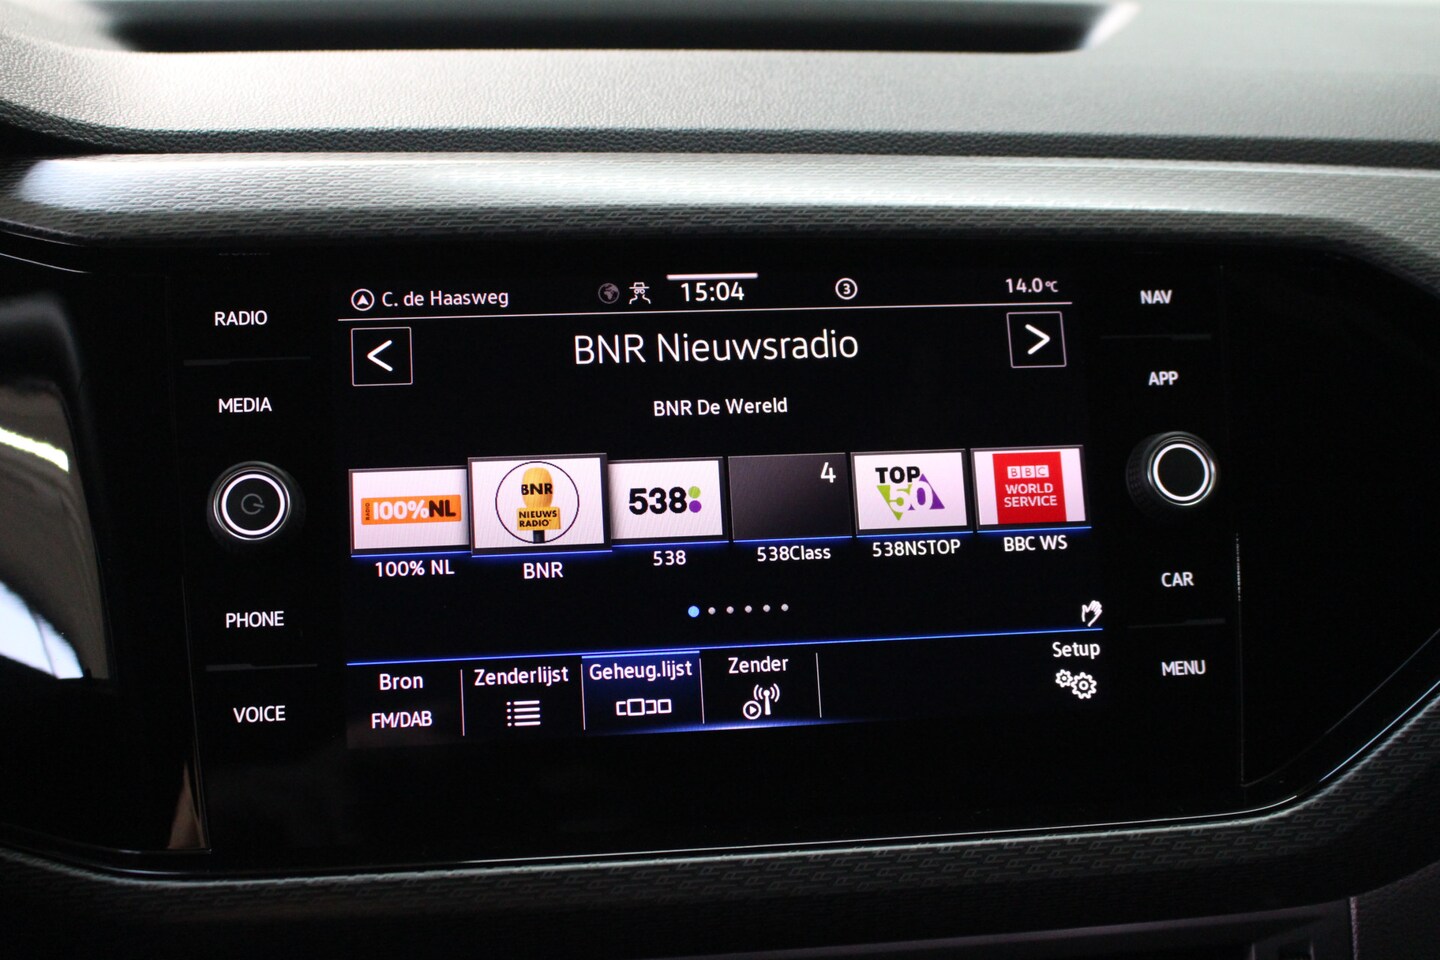 C. de Haasweg
15:04
3
14.0°C
RADIO
NAV
<
BNR Nieuwsradio
>
MEDIA
BNR De Wereld
APP
RADIO 100%NL
BNR
NIEUWS
RADIO
538
4
TOP
50
BBC
WORLD
SERVICE
100% NL
BNR
538
538Class
538NSTOP
BBC WS
PHONE
CAR
Bron
FM/DAB
Zenderlijst
Geheug.lijst
Zender
Setup
VOICE
MENU